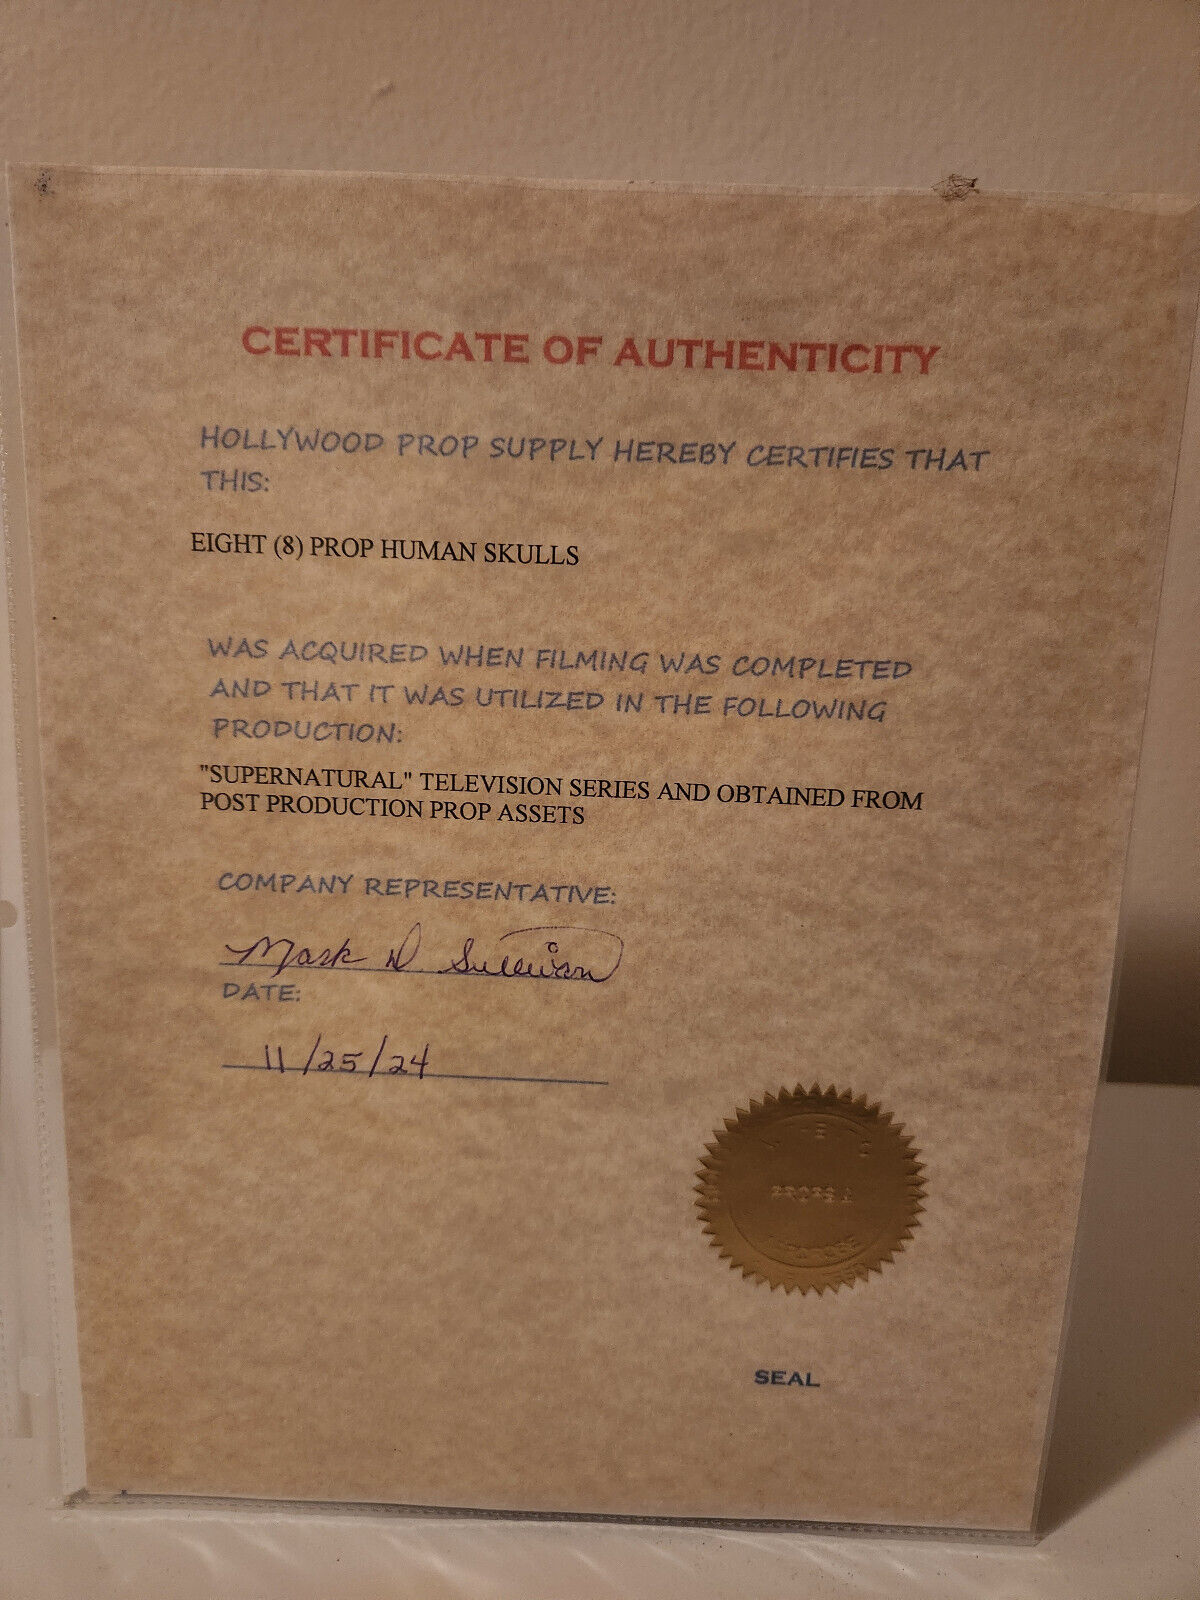 CERTIFICATE OF AUTHENTICITY
HOLLYWOOD PROP SUPPLY HEREBY CERTIFIES THAT
THIS:
EIGHT (8) PROP HUMAN SKULLS
WAS ACQUIRED WHEN FILMING WAS COMPLETED
AND THAT IT WAS UTILIZED IN THE FOLLOWING
PRODUCTION:
"SUPERNATURAL" TELEVISION SERIES AND OBTAINED FROM
POST PRODUCTION PROP ASSETS
COMPANY REPRESENTATIVE:
Mark D Sullivan
DATE:
11/25/24
SEAL